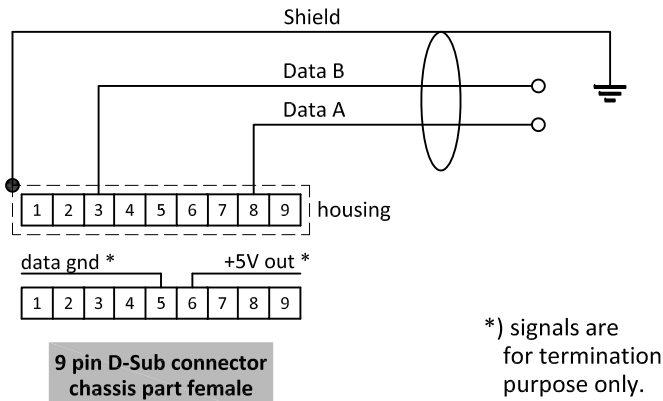 Shield
Data B
Data A
1 2 3 4 5 6 7 8 9 housing
data gnd * +5V out *
1 2 3 4 5 6 7 8 9
*) signals are
for termination
purpose only.
9 pin D-Sub connector
chassis part female